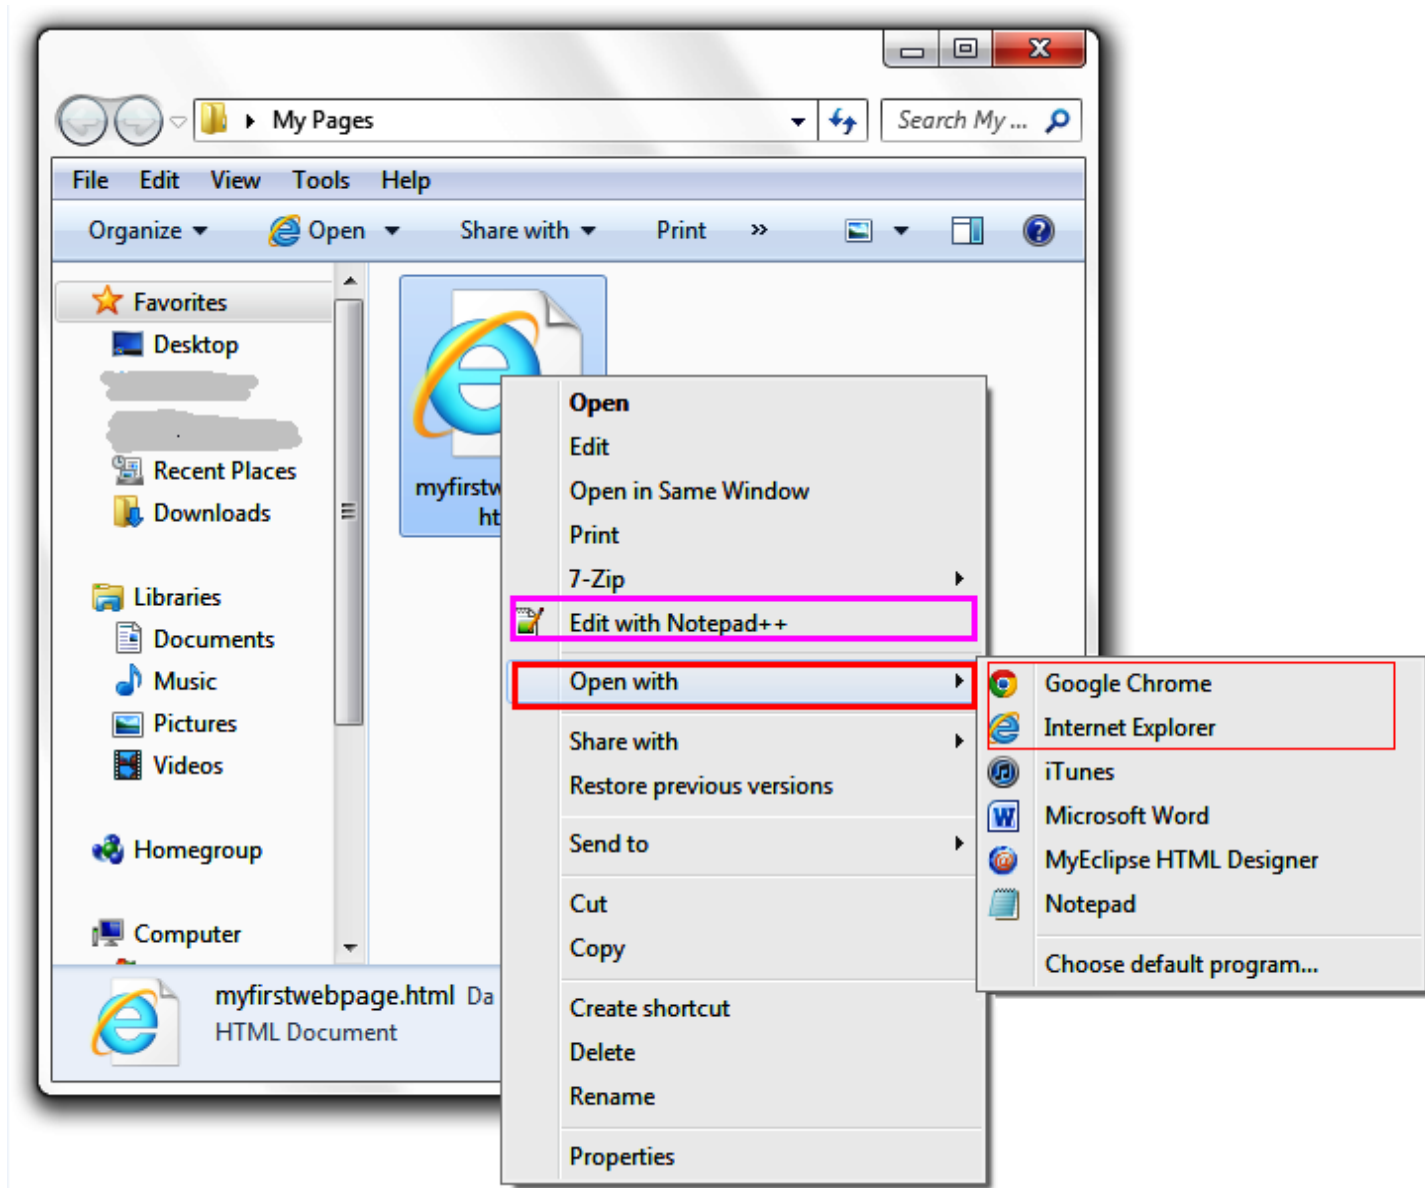 My Pages
Search My ...
File Edit View Tools Help
Organize Open Share with Print »
Favorites
Desktop
Recent Places
Downloads
Libraries
Documents
Music
Pictures
Videos
Homegroup
Computer
myfirstw
ht
Open
Edit
Open in Same Window
Print
7-Zip
Edit with Notepad++
Open with
Share with
Restore previous versions
Send to
Cut
Copy
Create shortcut
Delete
Rename
Properties
Google Chrome
Internet Explorer
iTunes
Microsoft Word
MyEclipse HTML Designer
Notepad
Choose default program...
myfirstwebpage.html Da
HTML Document